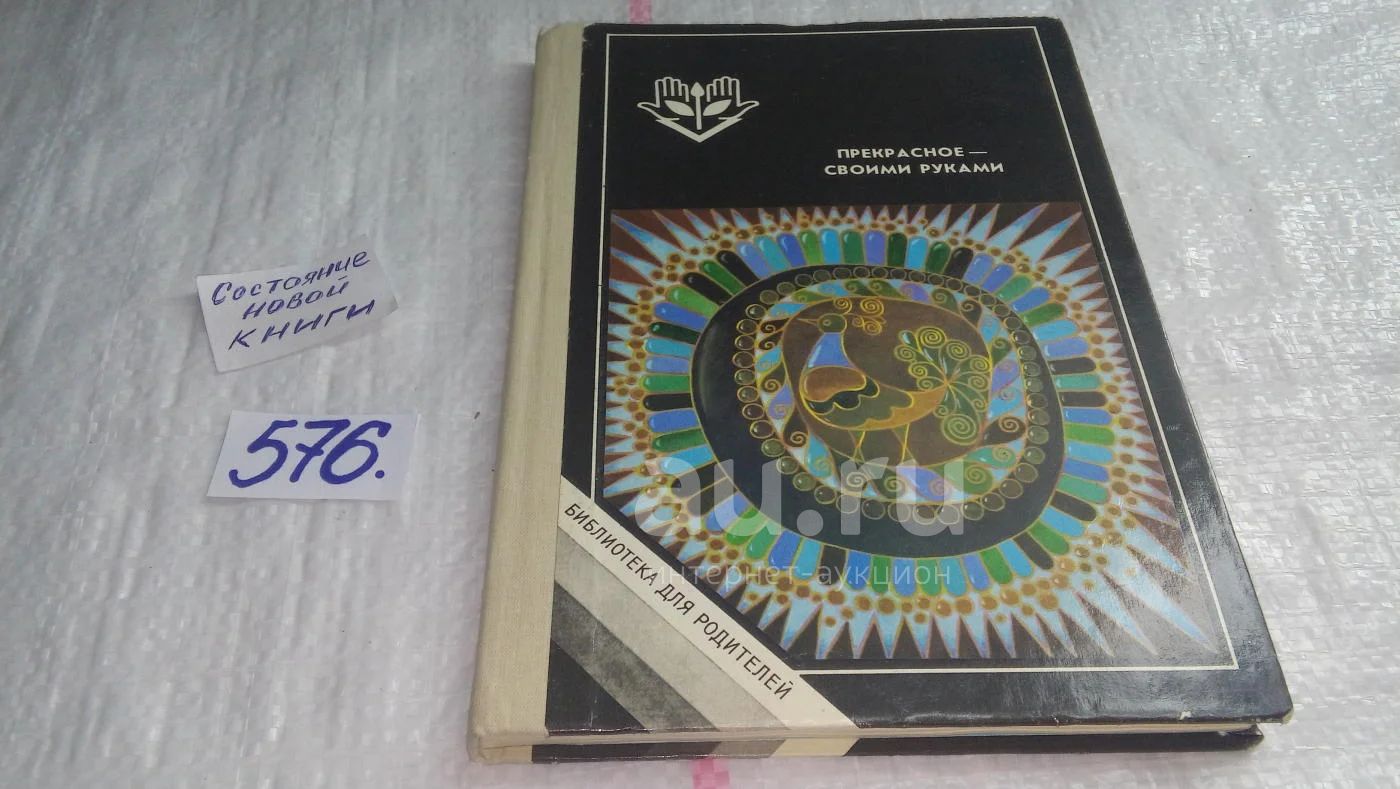 ПРЕКРАСНОЕ —
СВОИМИ РУКАМИ
Состояние
новой
книги
576.
au.ru
интернет-аукцион
БИБЛИОТЕКА ДЛЯ РОДИТЕЛЕЙ